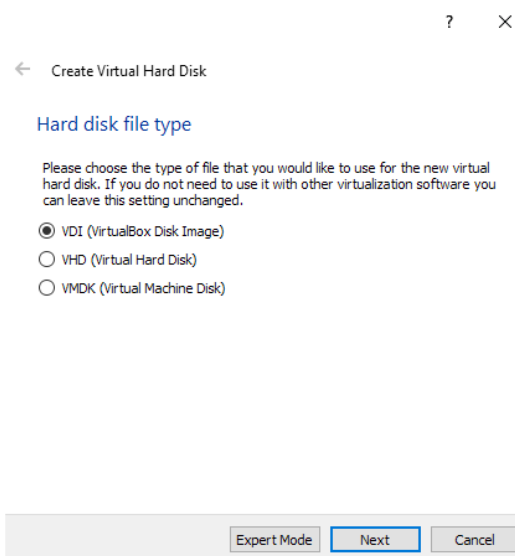 ?
Create Virtual Hard Disk
Hard disk file type
Please choose the type of file that you would like to use for the new virtual
hard disk. If you do not need to use it with other virtualization software you
can leave this setting unchanged.
VDI (VirtualBox Disk Image)
VHD (Virtual Hard Disk)
VMDK (Virtual Machine Disk)
Expert Mode Next Cancel